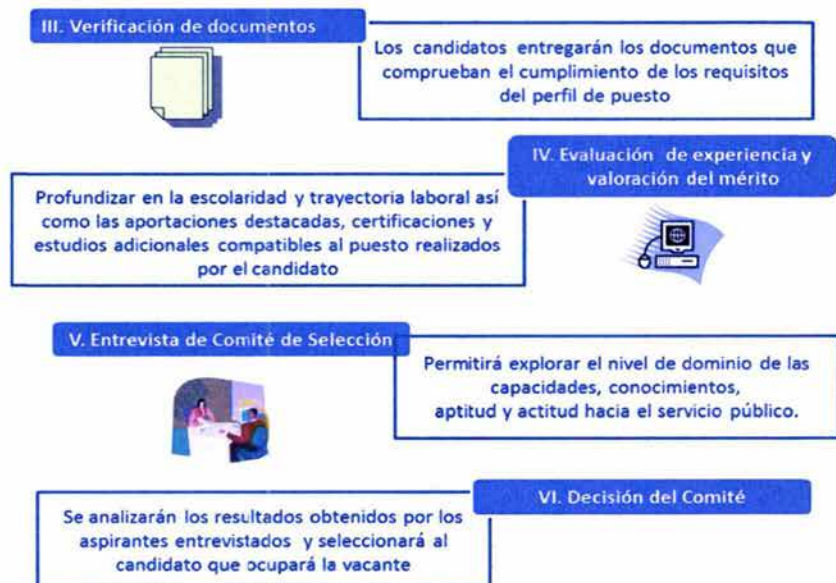 III. Verificación de documentos
Los candidatos entregarán los documentos que
comprueban el cumplimiento de los requisitos
del perfil de puesto
IV. Evaluación de experiencia y
valoración del mérito
Profundizar en la escolaridad y trayectoria laboral así
como las aportaciones destacadas, certificaciones y
estudios adicionales compatibles al puesto realizados
por el candidato
V. Entrevista de Comité de Selección
Permitirá explorar el nivel de dominio de las
capacidades, conocimientos,
aptitud y actitud hacia el servicio público.
VI. Decisión del Comité
Se analizarán los resultados obtenidos por los
aspirantes entrevistados y seleccionará al
candidato que ocupará la vacante